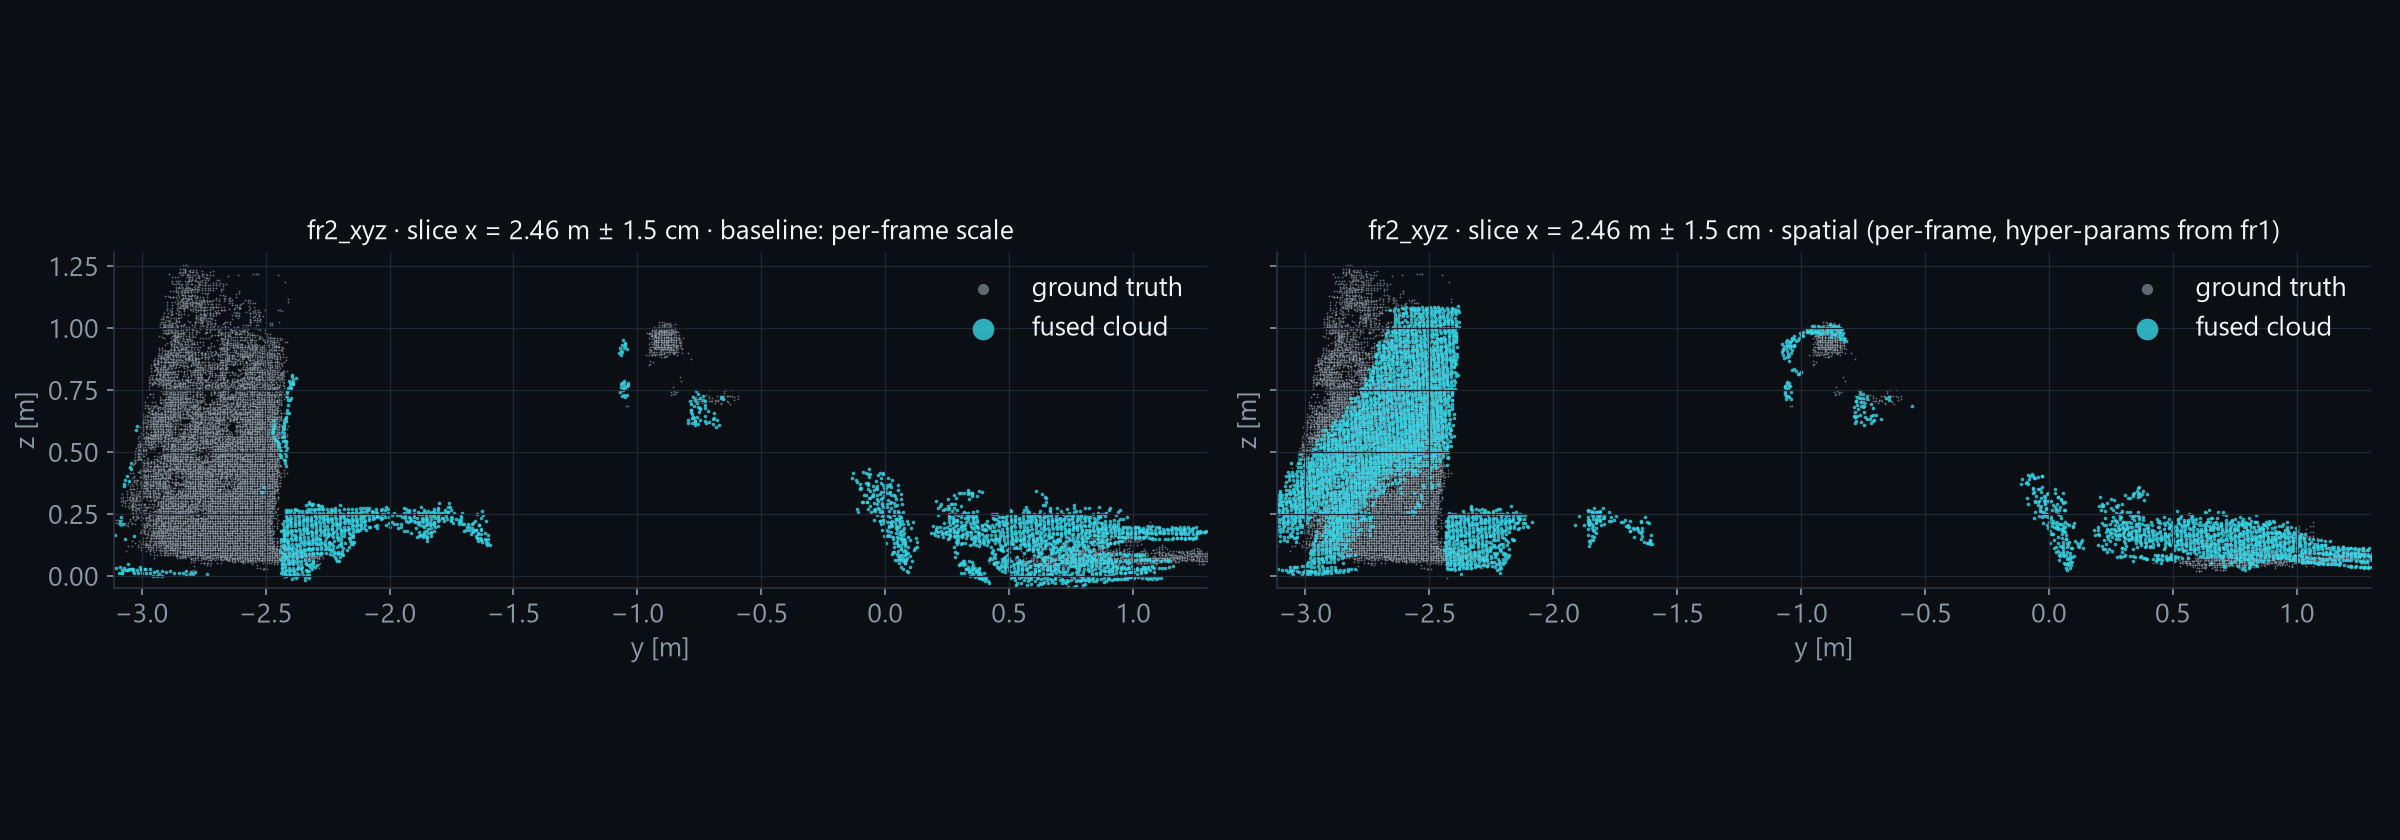 fr2_xyz · slice x = 2.46 m ± 1.5 cm · baseline: per-frame scale
ground truth
fused cloud
1.25
1.00
0.75
0.50
0.25
0.00
z [m]
−3.0 −2.5 −2.0 −1.5 −1.0 −0.5 0.0 0.5 1.0
y [m]
fr2_xyz · slice x = 2.46 m ± 1.5 cm · spatial (per-frame, hyper-params from fr1)
ground truth
fused cloud
z [m]
−3.0 −2.5 −2.0 −1.5 −1.0 −0.5 0.0 0.5 1.0
y [m]